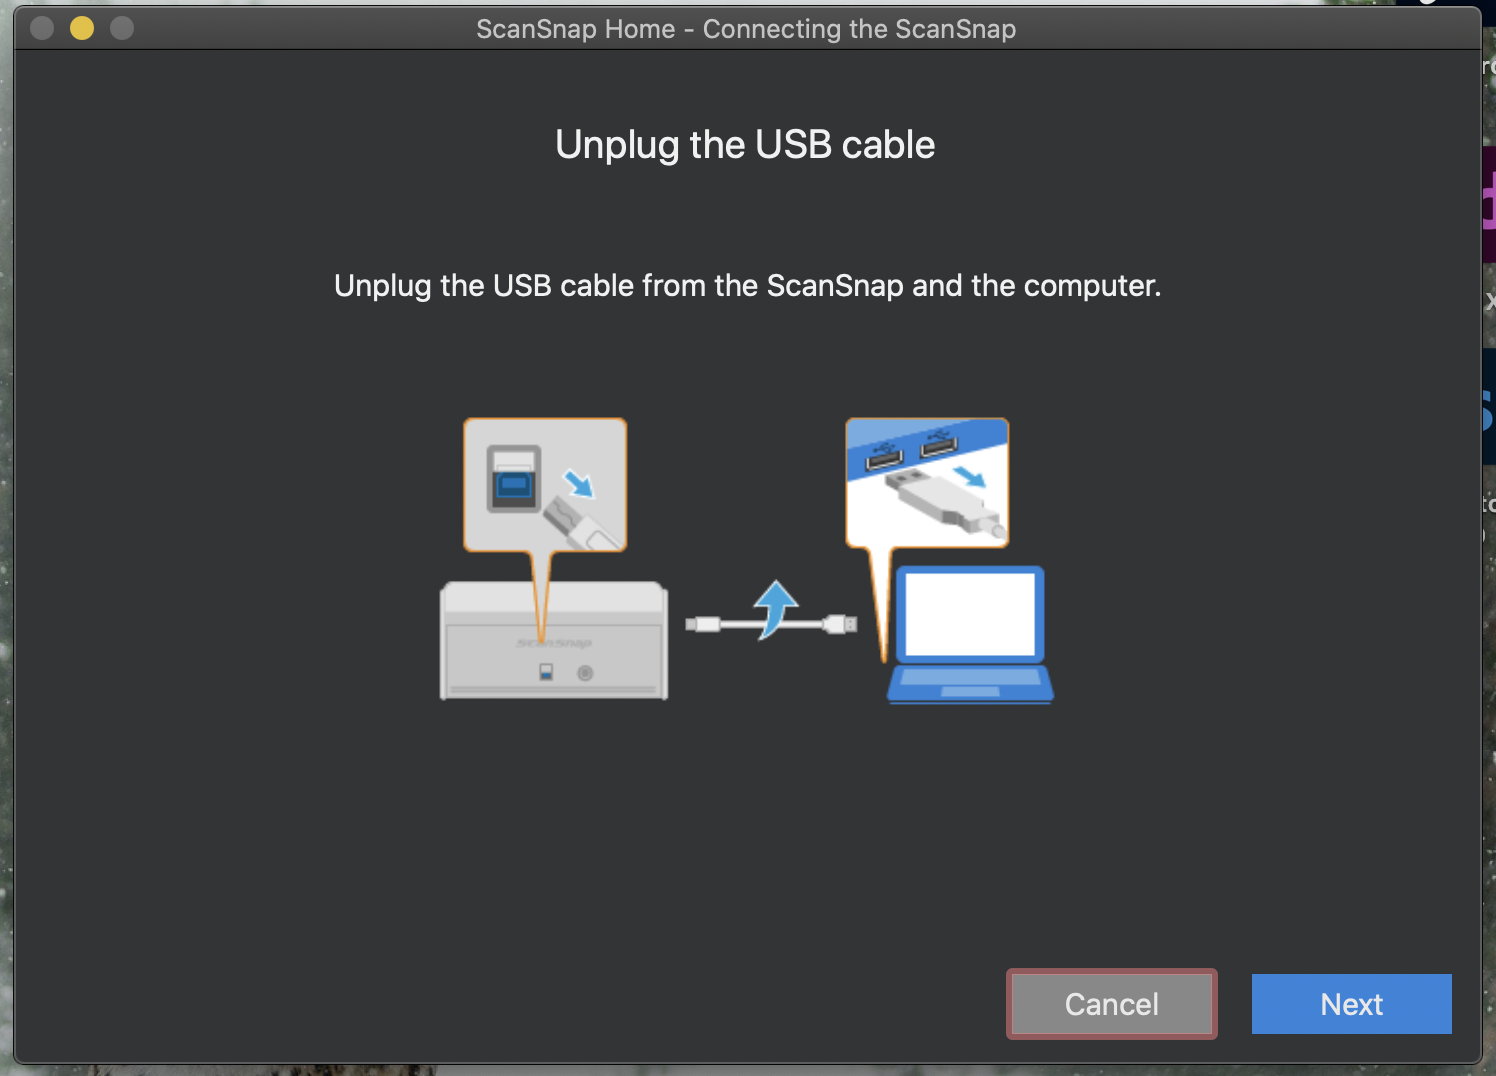 ScanSnap Home - Connecting the ScanSnap
Unplug the USB cable
Unplug the USB cable from the ScanSnap and the computer.
ScanSnap
Cancel
Next